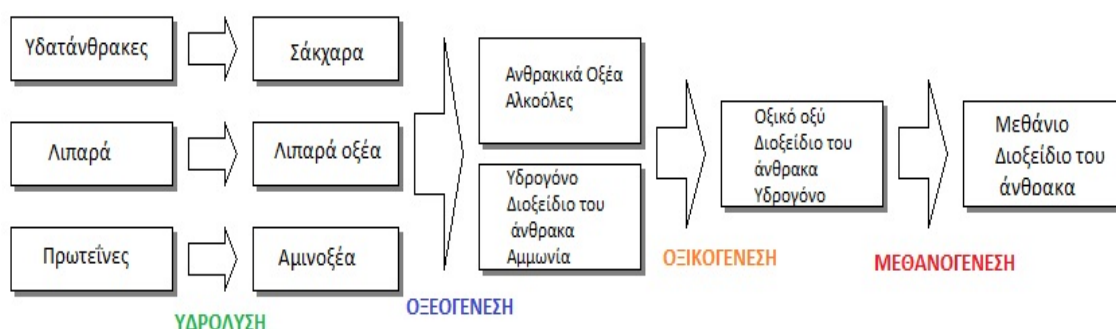 Υδατάνθρακες
Σάκχαρα
Λιπαρά
Λιπαρά οξέα
Πρωτεΐνες
Αμινοξέα
ΥΔΡΟΛΥΣΗ
ΟΞΕΟΓΕΝΕΣΗ
Ανθρακικά Οξέα
Αλκοόλες
Υδρογόνο
Διοξείδιο του
άνθρακα
Αμμωνία
ΟΞΙΚΟΓΕΝΕΣΗ
Οξικό οξύ
Διοξείδιο του
άνθρακα
Υδρογόνο
ΜΕΘΑΝΟΓΕΝΕΣΗ
Μεθάνιο
Διοξείδιο του
άνθρακα